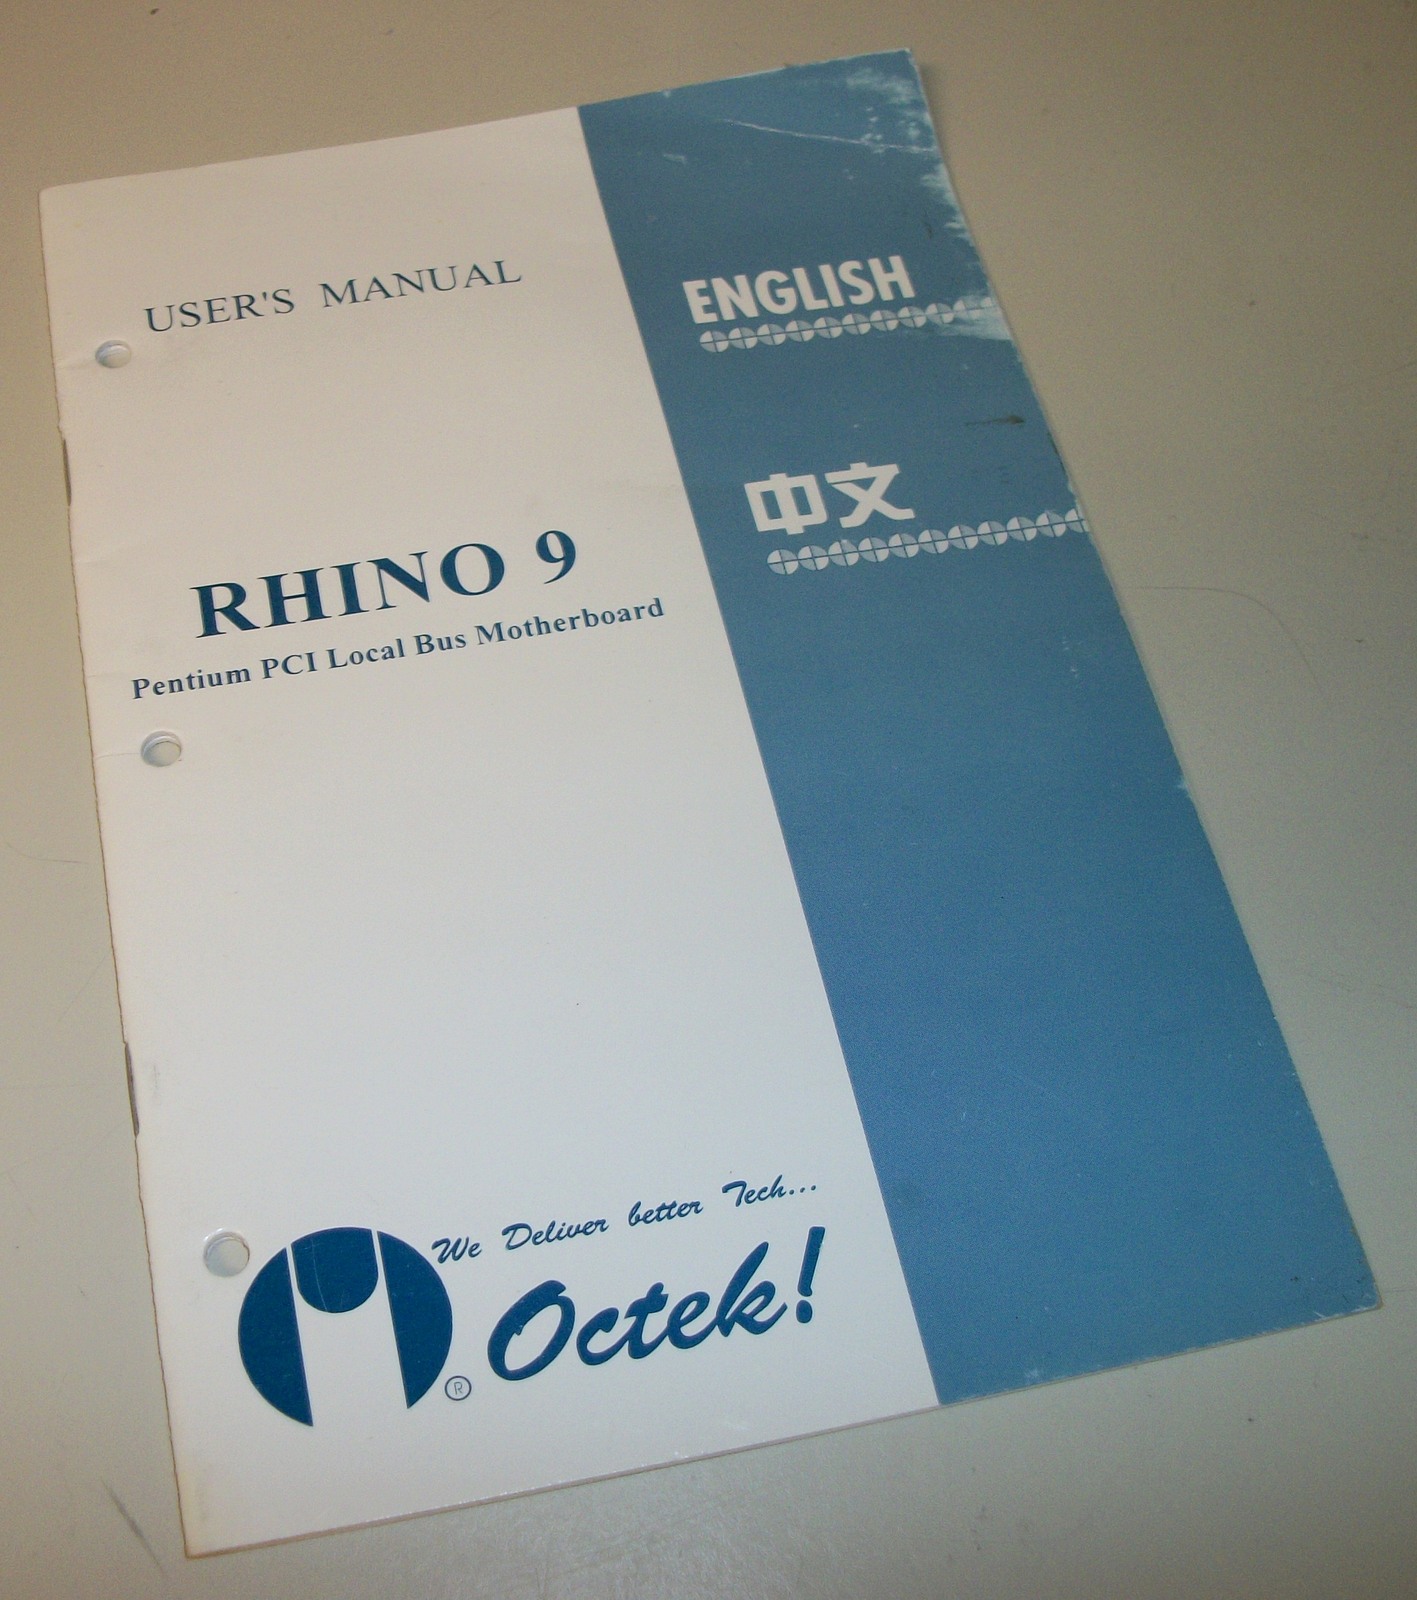 USER'S MANUAL
RHINO 9
Pentium PCI Local Bus Motherboard
ENGLISH
中文
We Deliver better Tech...
Octek!
®